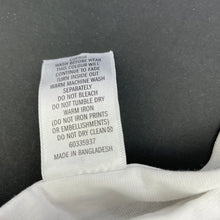 WASH BEFORE WEAR
THIS COLOUR WILL
CONTINUE TO FADE
TURN INSIDE OUT
WARM MACHINE WASH
SEPARATELY
DO NOT BLEACH
DO NOT TUMBLE DRY
WARM IRON
(DO NOT IRON PRINTS
OR EMBELLISHMENTS)
DO NOT DRY CLEAN
60335937
MADE IN BANGLADESH